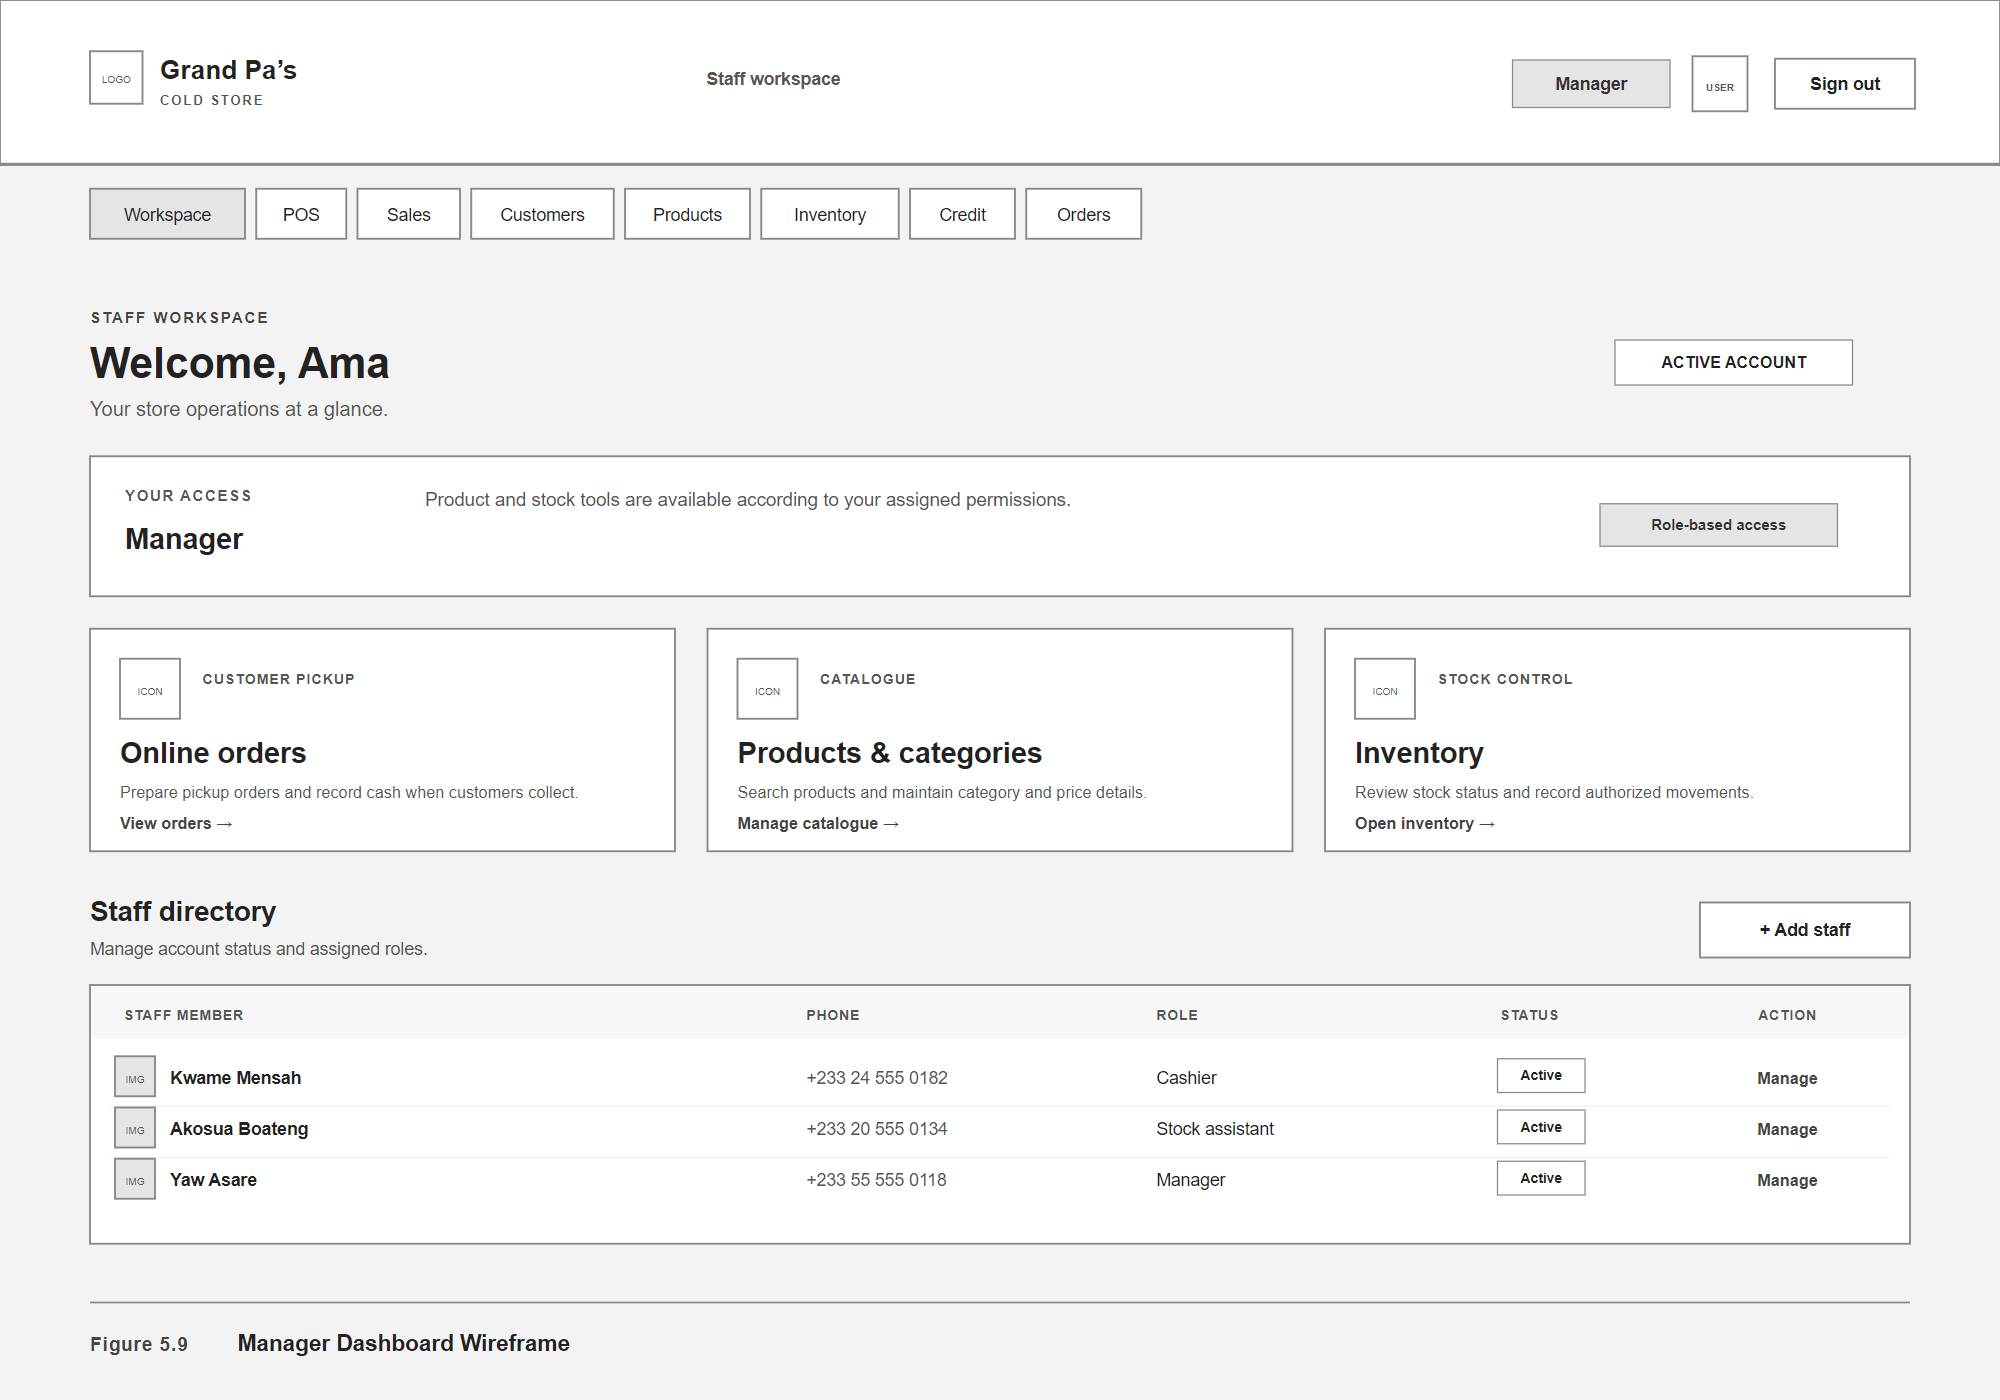 LOGO
Grand Pa’s
COLD STORE
Staff workspace
Manager
USER
Sign out
Workspace
POS
Sales
Customers
Products
Inventory
Credit
Orders
STAFF WORKSPACE
Welcome, Ama
Your store operations at a glance.
ACTIVE ACCOUNT
YOUR ACCESS
Manager
Product and stock tools are available according to your assigned permissions.
Role-based access
ICON
CUSTOMER PICKUP
Online orders
Prepare pickup orders and record cash when customers collect.
View orders →
ICON
CATALOGUE
Products & categories
Search products and maintain category and price details.
Manage catalogue →
ICON
STOCK CONTROL
Inventory
Review stock status and record authorized movements.
Open inventory →
Staff directory
Manage account status and assigned roles.
+ Add staff
STAFF MEMBER PHONE ROLE STATUS ACTION
IMG Kwame Mensah +233 24 555 0182 Cashier Active Manage
IMG Akosua Boateng +233 20 555 0134 Stock assistant Active Manage
IMG Yaw Asare +233 55 555 0118 Manager Active Manage
Figure 5.9 Manager Dashboard Wireframe